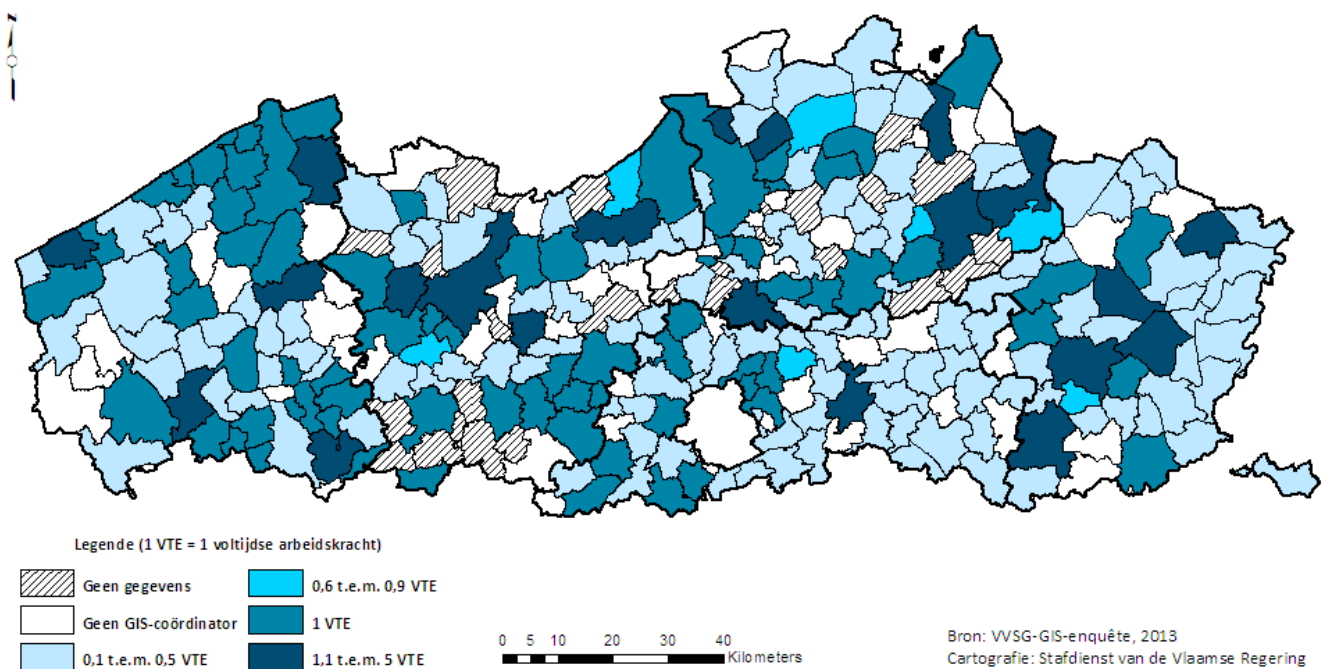 N
Legende (1 VTE = 1 voltijdse arbeidskracht)
Geen gegevens
0,6 t.e.m. 0,9 VTE
Geen GIS-coördinator
1 VTE
0,1 t.e.m. 0,5 VTE
1,1 t.e.m. 5 VTE
0 5 10 20 30 40
Kilometers
Bron: VVSG-GIS-enquête, 2013
Cartografie: Stafdienst van de Vlaamse Regering